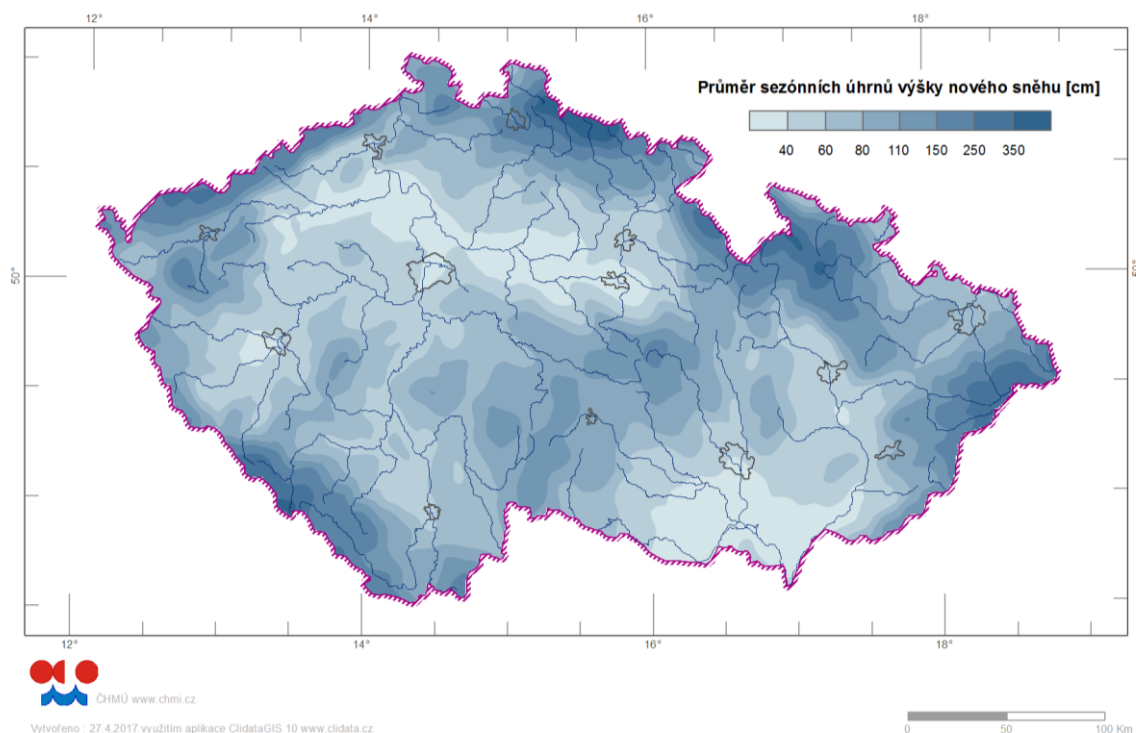 12° 14° 16° 18°
Průměr sezónních úhrnů výšky nového sněhu [cm]
40 60 80 110 150 250 350
50° 50°
12° 14° 16° 18°
ČHMÚ www.chmi.cz
Vytvořeno : 27.4.2017 využitím aplikace ClidataGIS 10 www.clidata.cz
0 50 100 Km